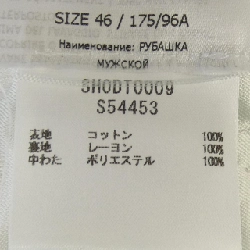 SIZE 46 / 175/96A
Наименование: РУБАШКА
МУЖСКОЙ
SHODT0009
S54453
表地 コットン 100%
裏地 レーヨン 100%
中わた ポリエステル 100%